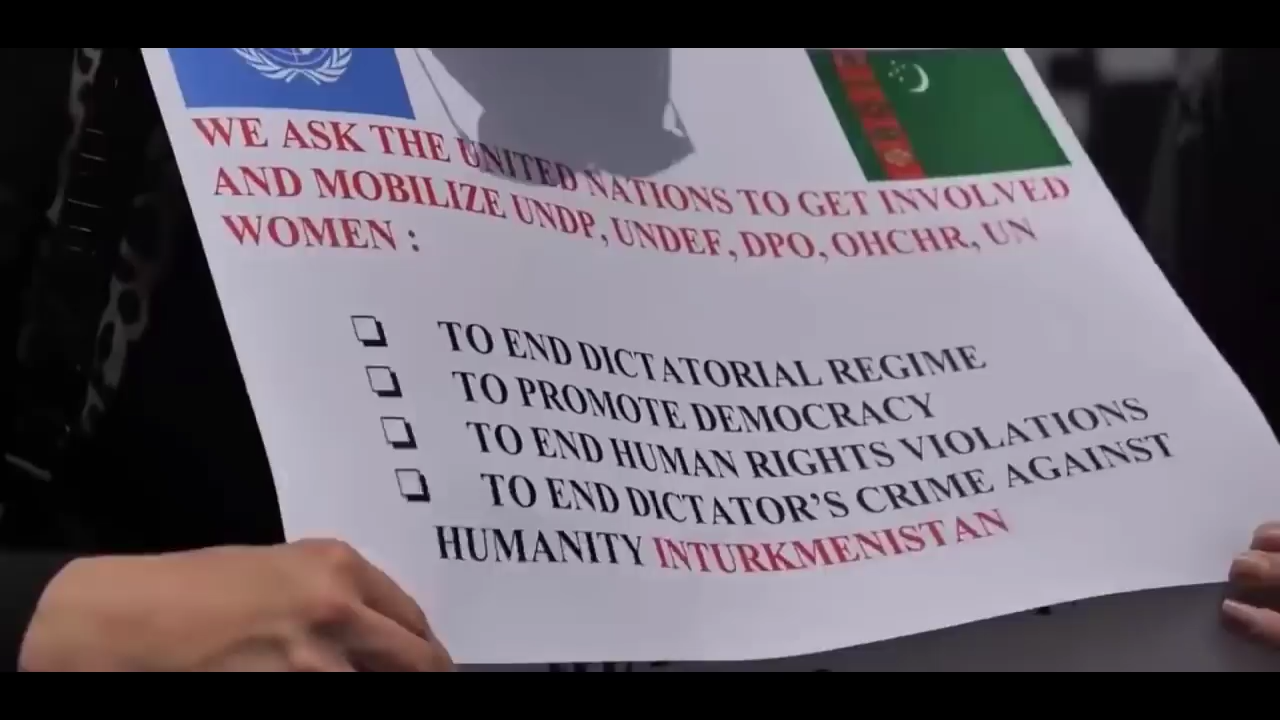 WE ASK THE UNITED NATIONS TO GET INVOLVED
AND MOBILIZE UNDP, UNDEF, DPO, OHCHR, UN
WOMEN :
❏ TO END DICTATORIAL REGIME
❏ TO PROMOTE DEMOCRACY
❏ TO END HUMAN RIGHTS VIOLATIONS
❏ TO END DICTATOR'S CRIME AGAINST
HUMANITY INTURKMENISTAN